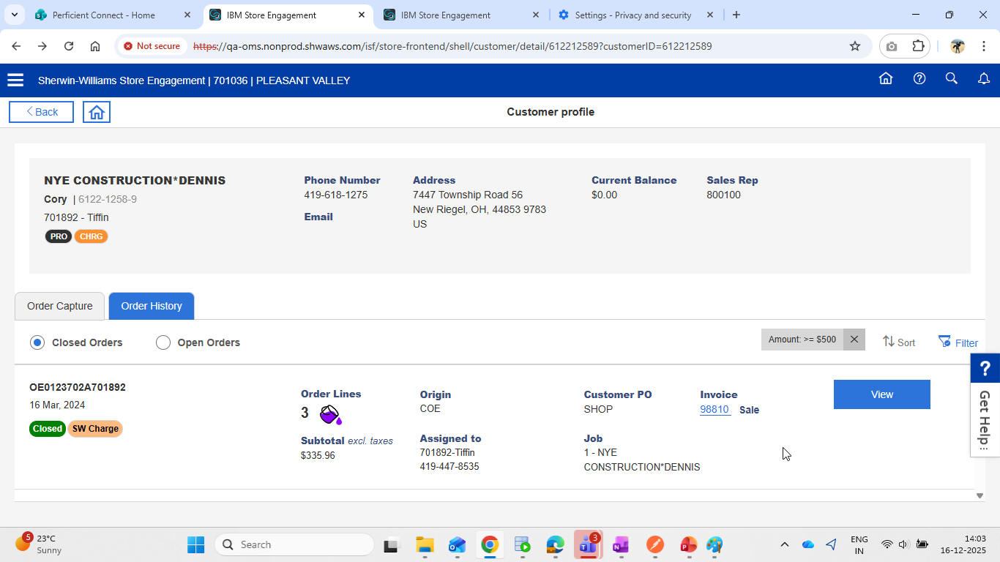 Perficient Connect - Home
IBM Store Engagement
IBM Store Engagement
Settings - Privacy and security
Not secure
https://qa-oms.nonprod.shwaws.com/isf/store-frontend/shell/customer/detail/612212589?customerID=612212589
Sherwin-Williams Store Engagement | 701036 | PLEASANT VALLEY
Back
Customer profile
NYE CONSTRUCTION*DENNIS
Cory | 6122-1258-9
701892 - Tiffin
PRO CHRG
Phone Number
419-618-1275
Email
Address
7447 Township Road 56
New Riegel, OH, 44853 9783
US
Current Balance
$0.00
Sales Rep
800100
Order Capture
Order History
Closed Orders
Open Orders
Amount: >= $500
Sort
Filter
OE0123702A701892
16 Mar, 2024
Closed SW Charge
Order Lines
3
Subtotal excl. taxes
$335.96
Origin
COE
Assigned to
701892-Tiffin
419-447-8535
Customer PO
SHOP
Job
1 - NYE
CONSTRUCTION*DENNIS
Invoice
98810 Sale
View
?
Get Help
5
23°C
Sunny
Search
3
ENG
IN
14:03
16-12-2025